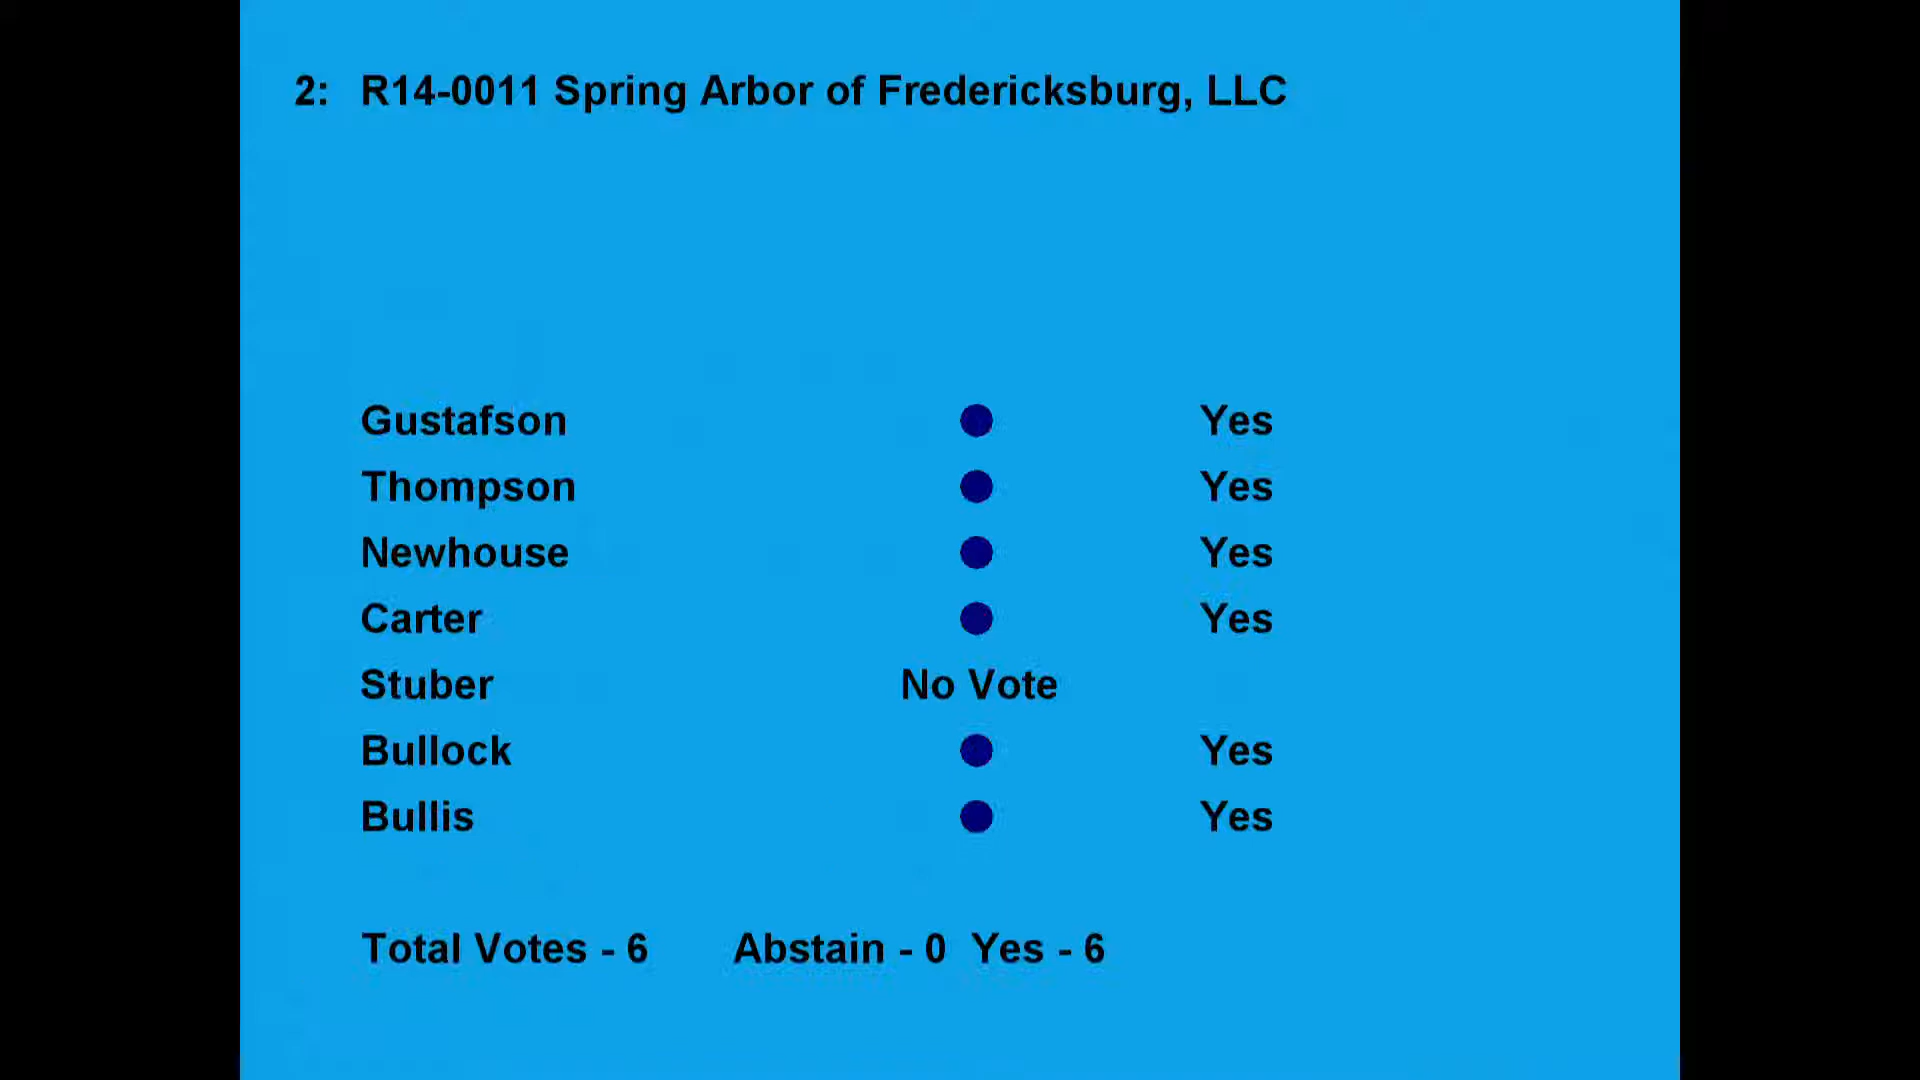 2: R14-0011 Spring Arbor of Fredericksburg, LLC
Gustafson Yes
Thompson Yes
Newhouse Yes
Carter Yes
Stuber No Vote
Bullock Yes
Bullis Yes
Total Votes - 6 Abstain - 0 Yes - 6